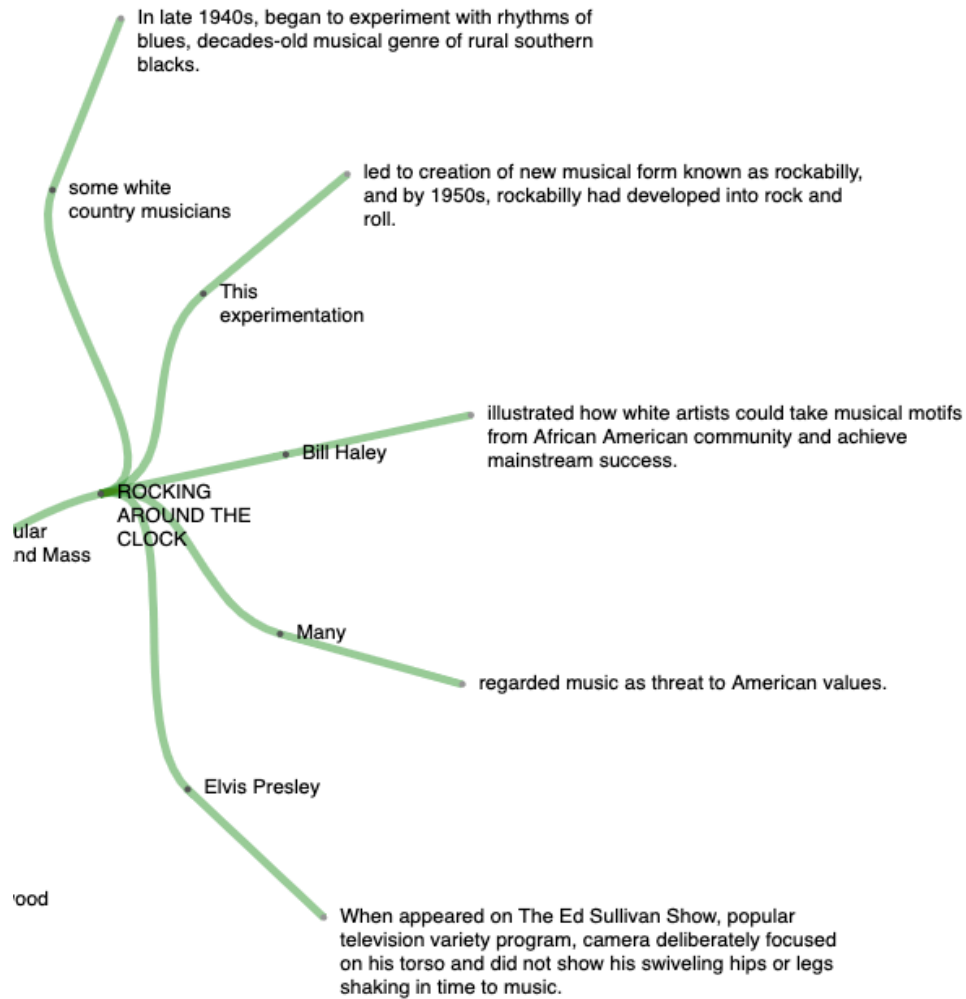 In late 1940s, began to experiment with rhythms of
blues, decades-old musical genre of rural southern
blacks.
some white
country musicians
led to creation of new musical form known as rockabilly,
and by 1950s, rockabilly had developed into rock and
roll.
This
experimentation
illustrated how white artists could take musical motifs
from African American community and achieve
mainstream success.
Bill Haley
ROCKING
AROUND THE
CLOCK
ular
nd Mass
Many
regarded music as threat to American values.
Elvis Presley
ood
When appeared on The Ed Sullivan Show, popular
television variety program, camera deliberately focused
on his torso and did not show his swiveling hips or legs
shaking in time to music.